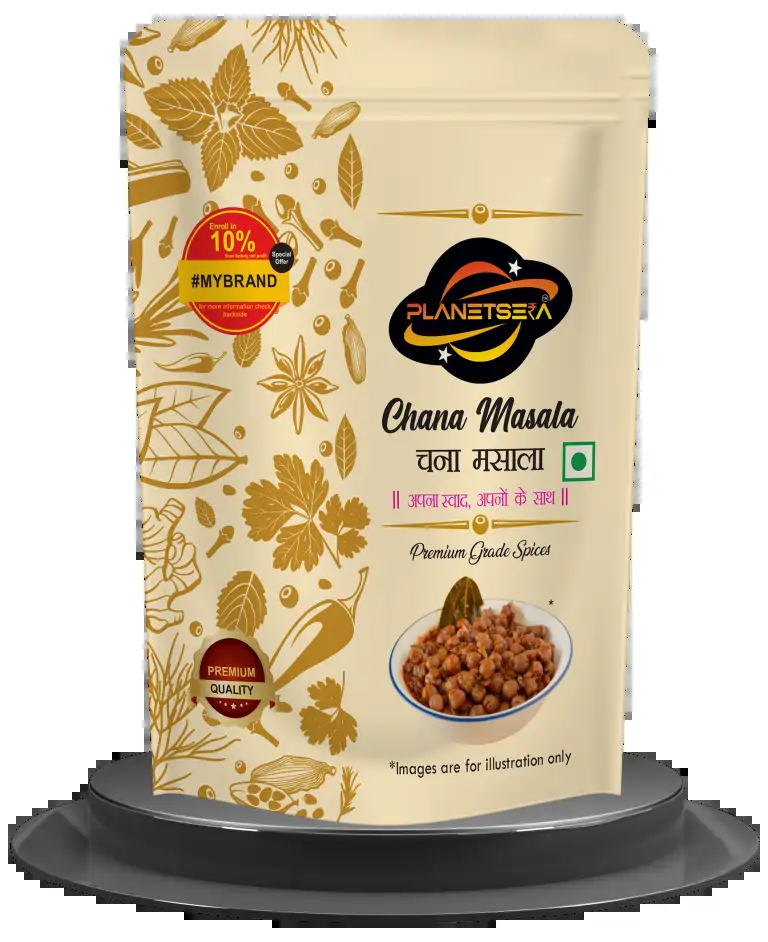 Enroll in
10%
Special
Offer
#MYBRAND
for more information check
backside
PLANETSERA
TM
Chana Masala
चना मसाला
|| अपना स्वाद, अपनों के साथ ||
Premium Grade Spices
*
PREMIUM
QUALITY
*Images are for illustration only